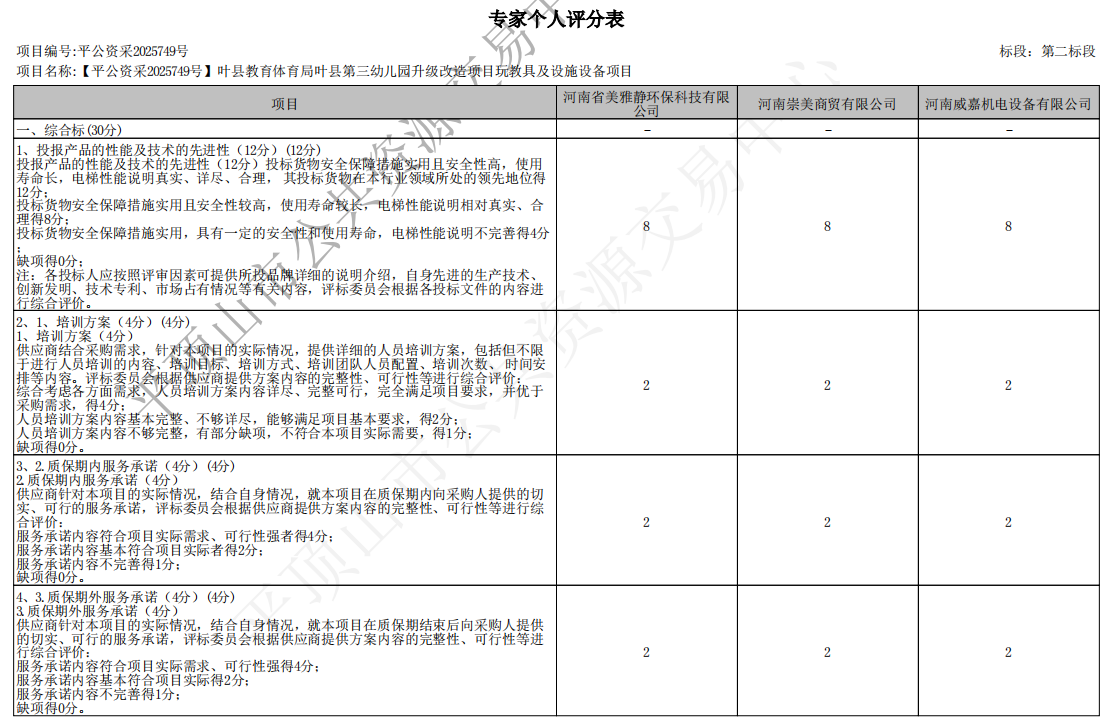 专家个人评分表
项目编号:平公资采2025749号
标段：第二标段
项目名称:【平公资采2025749号】叶县教育体育局叶县第三幼儿园升级改造项目玩教具及设施设备项目
项目
河南省美雅静环保科技有限
公司
河南崇美商贸有限公司
河南威嘉机电设备有限公司
一、综合标(30分)
-
-
-
1、投报产品的性能及技术的先进性（12分）(12分)
投报产品的性能及技术的先进性（12分）投标货物安全保障措施实用且安全性高，使用
寿命长，电梯性能说明真实、详尽、合理，其投标货物在本行业领域所处的领先地位得
12分；
投标货物安全保障措施实用且安全性较高，使用寿命较长，电梯性能说明相对真实、合
理得8分；
投标货物安全保障措施实用，具有一定的安全性和使用寿命，电梯性能说明不完善得4分
；
缺项得0分；
注：各投标人应按照评审因素可提供所投品牌详细的说明介绍，自身先进的生产技术、
创新发明、技术专利、市场占有情况等有关内容，评标委员会根据各投标文件的内容进
行综合评价。
8
8
8
2、1、培训方案（4分）(4分)
1、培训方案（4分）
供应商结合采购需求，针对本项目的实际情况，提供详细的人员培训方案，包括但不限
于进行人员培训的内容、培训目标、培训方式、培训团队人员配置、培训次数、时间安
排等内容。评标委员会根据供应商提供方案内容的完整性、可行性等进行综合评价：
综合考虑各方面需求，人员培训方案内容详尽、完整可行，完全满足项目要求，并优于
采购需求，得4分；
人员培训方案内容基本完整、不够详尽，能够满足项目基本要求，得2分；
人员培训方案内容不够完整，有部分缺项，不符合本项目实际需要，得1分；
缺项得0分。
2
2
2
3、2.质保期内服务承诺（4分）(4分)
2.质保期内服务承诺（4分）
供应商针对本项目的实际情况，结合自身情况，就本项目在质保期内向采购人提供的切
实、可行的服务承诺，评标委员会根据供应商提供方案内容的完整性、可行性等进行综
合评价：
服务承诺内容符合项目实际需求、可行性强者得4分；
服务承诺内容基本符合项目实际者得2分；
服务承诺内容不完善得1分；
缺项得0分。
2
2
2
4、3.质保期外服务承诺（4分）(4分)
3.质保期外服务承诺（4分）
供应商针对本项目的实际情况，结合自身情况，就本项目在质保期结束后向采购人提供
的切实、可行的服务承诺，评标委员会根据供应商提供方案内容的完整性、可行性等进
行综合评价：
服务承诺内容符合项目实际需求、可行性强得4分；
服务承诺内容基本符合项目实际得2分；
服务承诺内容不完善得1分；
缺项得0分。
2
2
2
平顶山市公共资源交易中
平顶山市公共资源交易中心